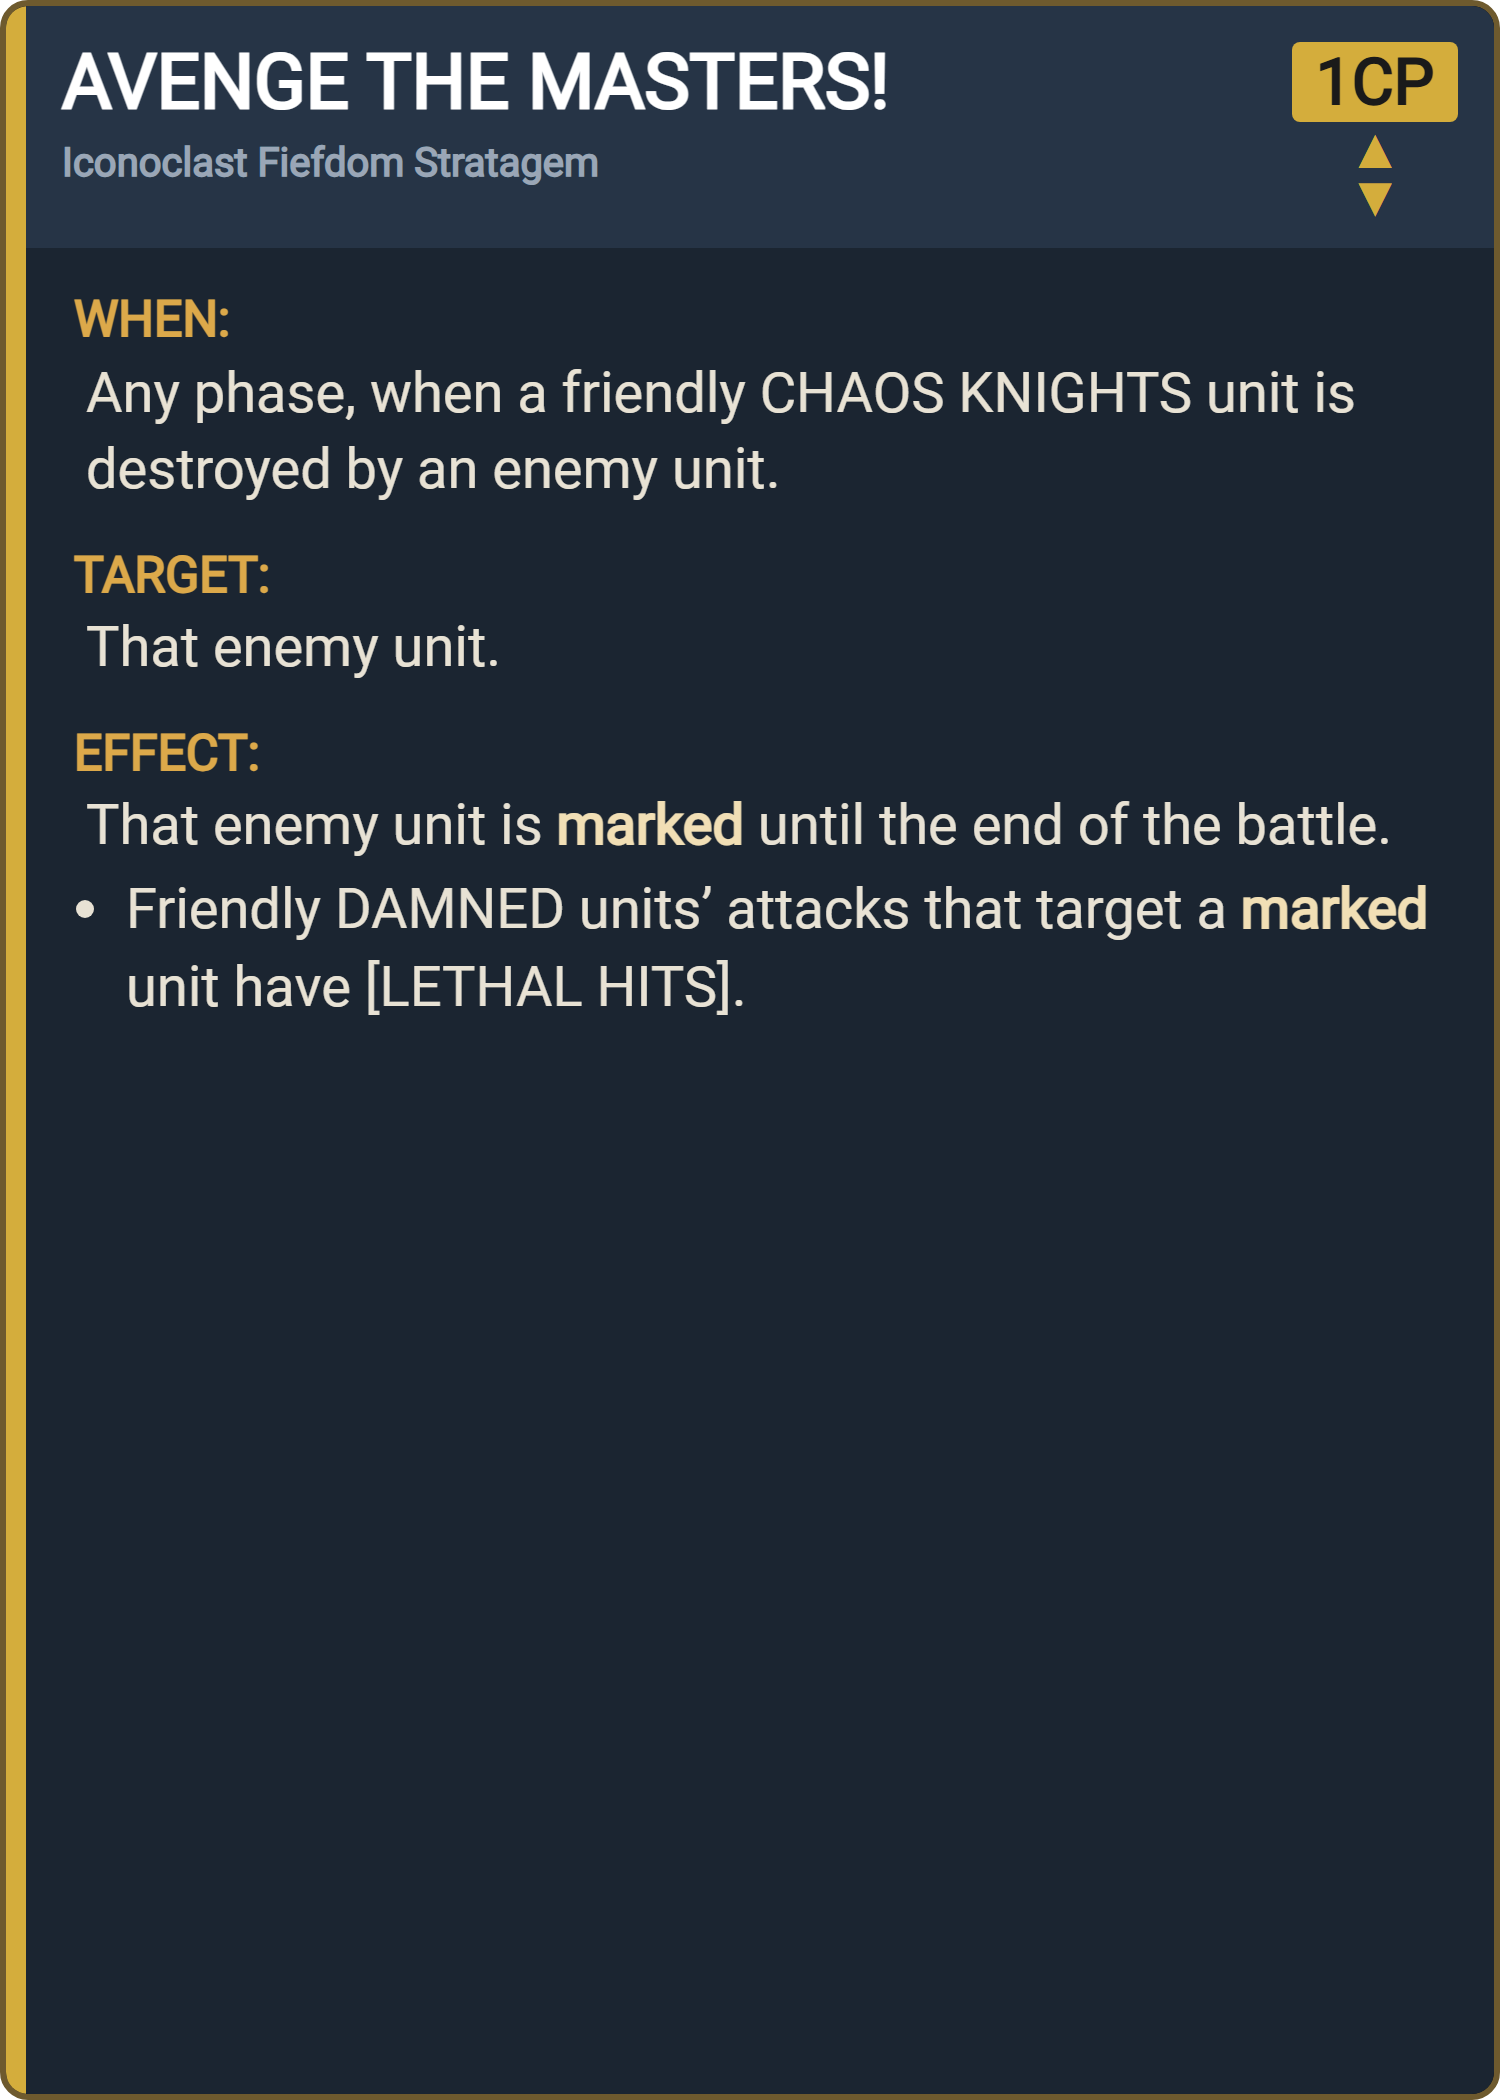 AVENGE THE MASTERS!
Iconoclast Fiefdom Stratagem
1CP
▲
▼
WHEN:
Any phase, when a friendly CHAOS KNIGHTS unit is
destroyed by an enemy unit.
TARGET:
That enemy unit.
EFFECT:
That enemy unit is marked until the end of the battle.
• Friendly DAMNED units’ attacks that target a marked
unit have [LETHAL HITS].